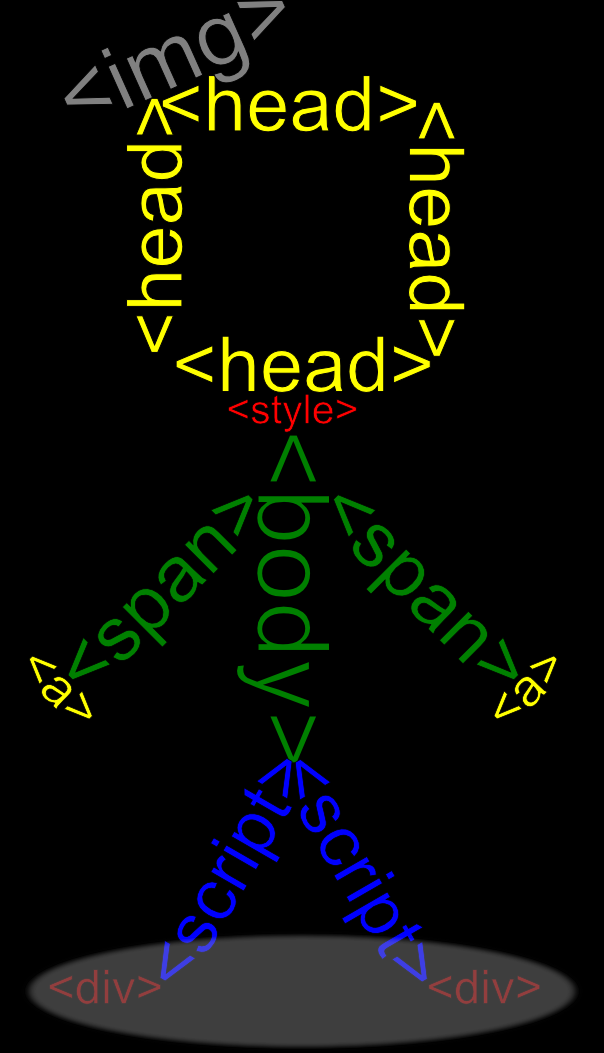 <img>
<head>
<head>
<head>
<head>
<style>
<body>
<span>
<span>
<a>
<a>
<script>
<script>
<div>
<div>